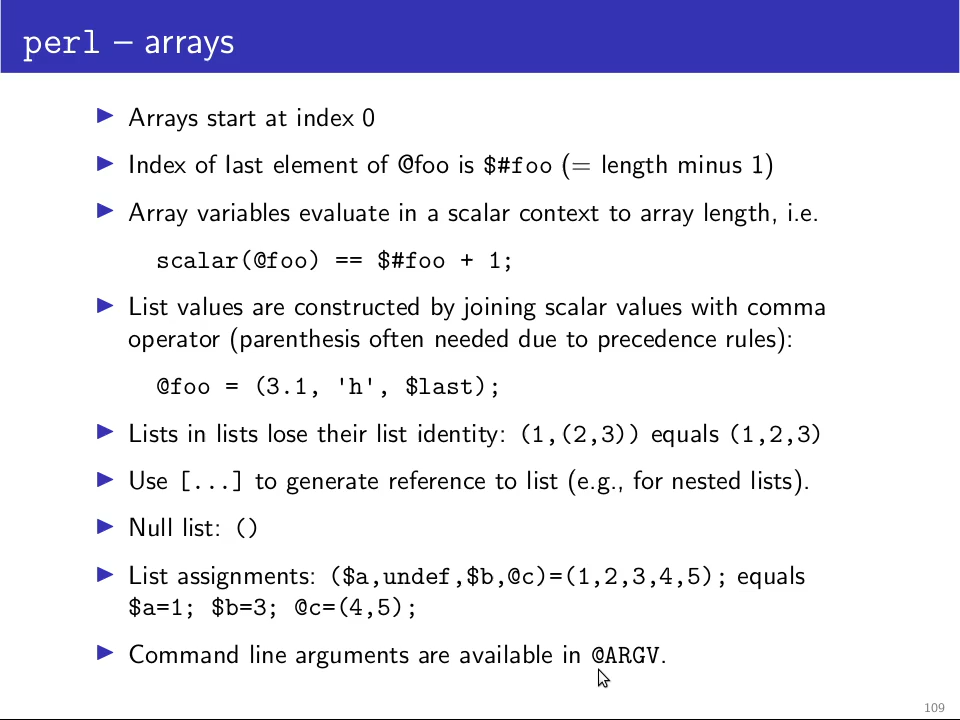 perl – arrays
Arrays start at index 0
Index of last element of @foo is $#foo (= length minus 1)
Array variables evaluate in a scalar context to array length, i.e.
scalar(@foo) == $#foo + 1;
List values are constructed by joining scalar values with comma
operator (parenthesis often needed due to precedence rules):
@foo = (3.1, 'h', $last);
Lists in lists lose their list identity: (1,(2,3)) equals (1,2,3)
Use [...] to generate reference to list (e.g., for nested lists).
Null list: ()
List assignments: ($a,undef,$b,@c)=(1,2,3,4,5); equals
$a=1; $b=3; @c=(4,5);
Command line arguments are available in @ARGV.
109